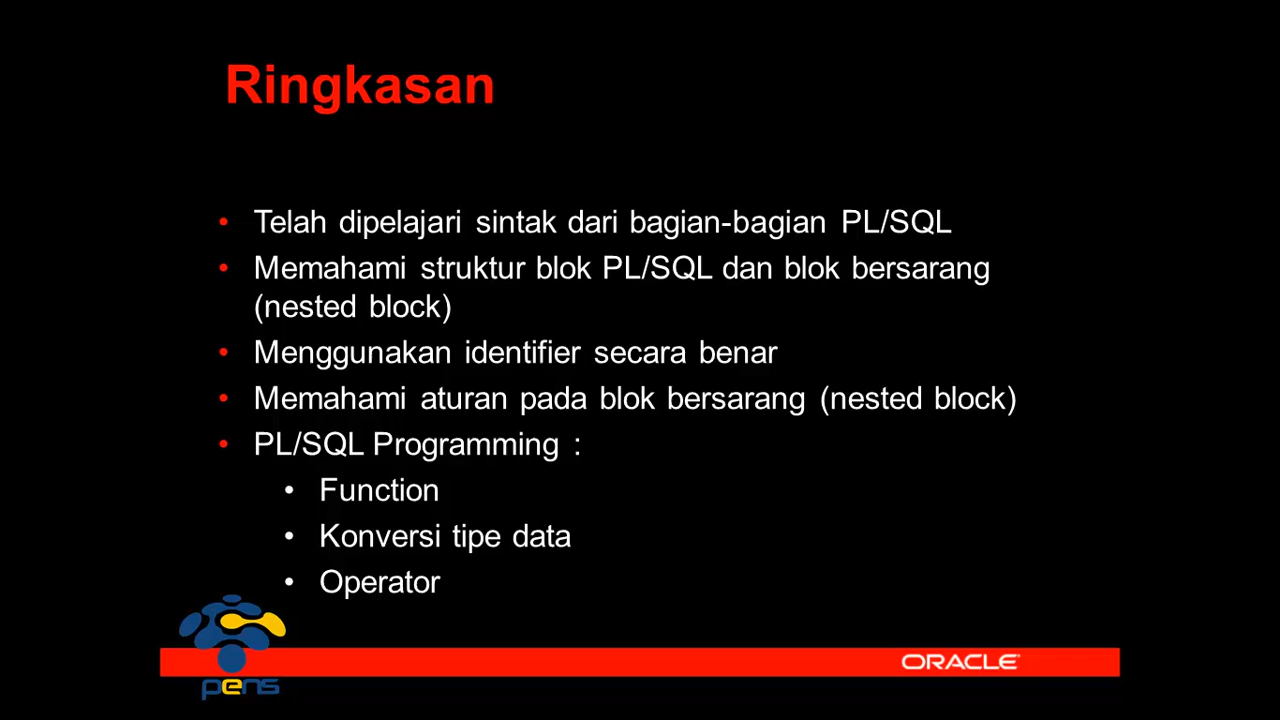 Ringkasan
• Telah dipelajari sintak dari bagian-bagian PL/SQL
• Memahami struktur blok PL/SQL dan blok bersarang
(nested block)
• Menggunakan identifier secara benar
• Memahami aturan pada blok bersarang (nested block)
• PL/SQL Programming :
• Function
• Konversi tipe data
• Operator
ORACLE
pens